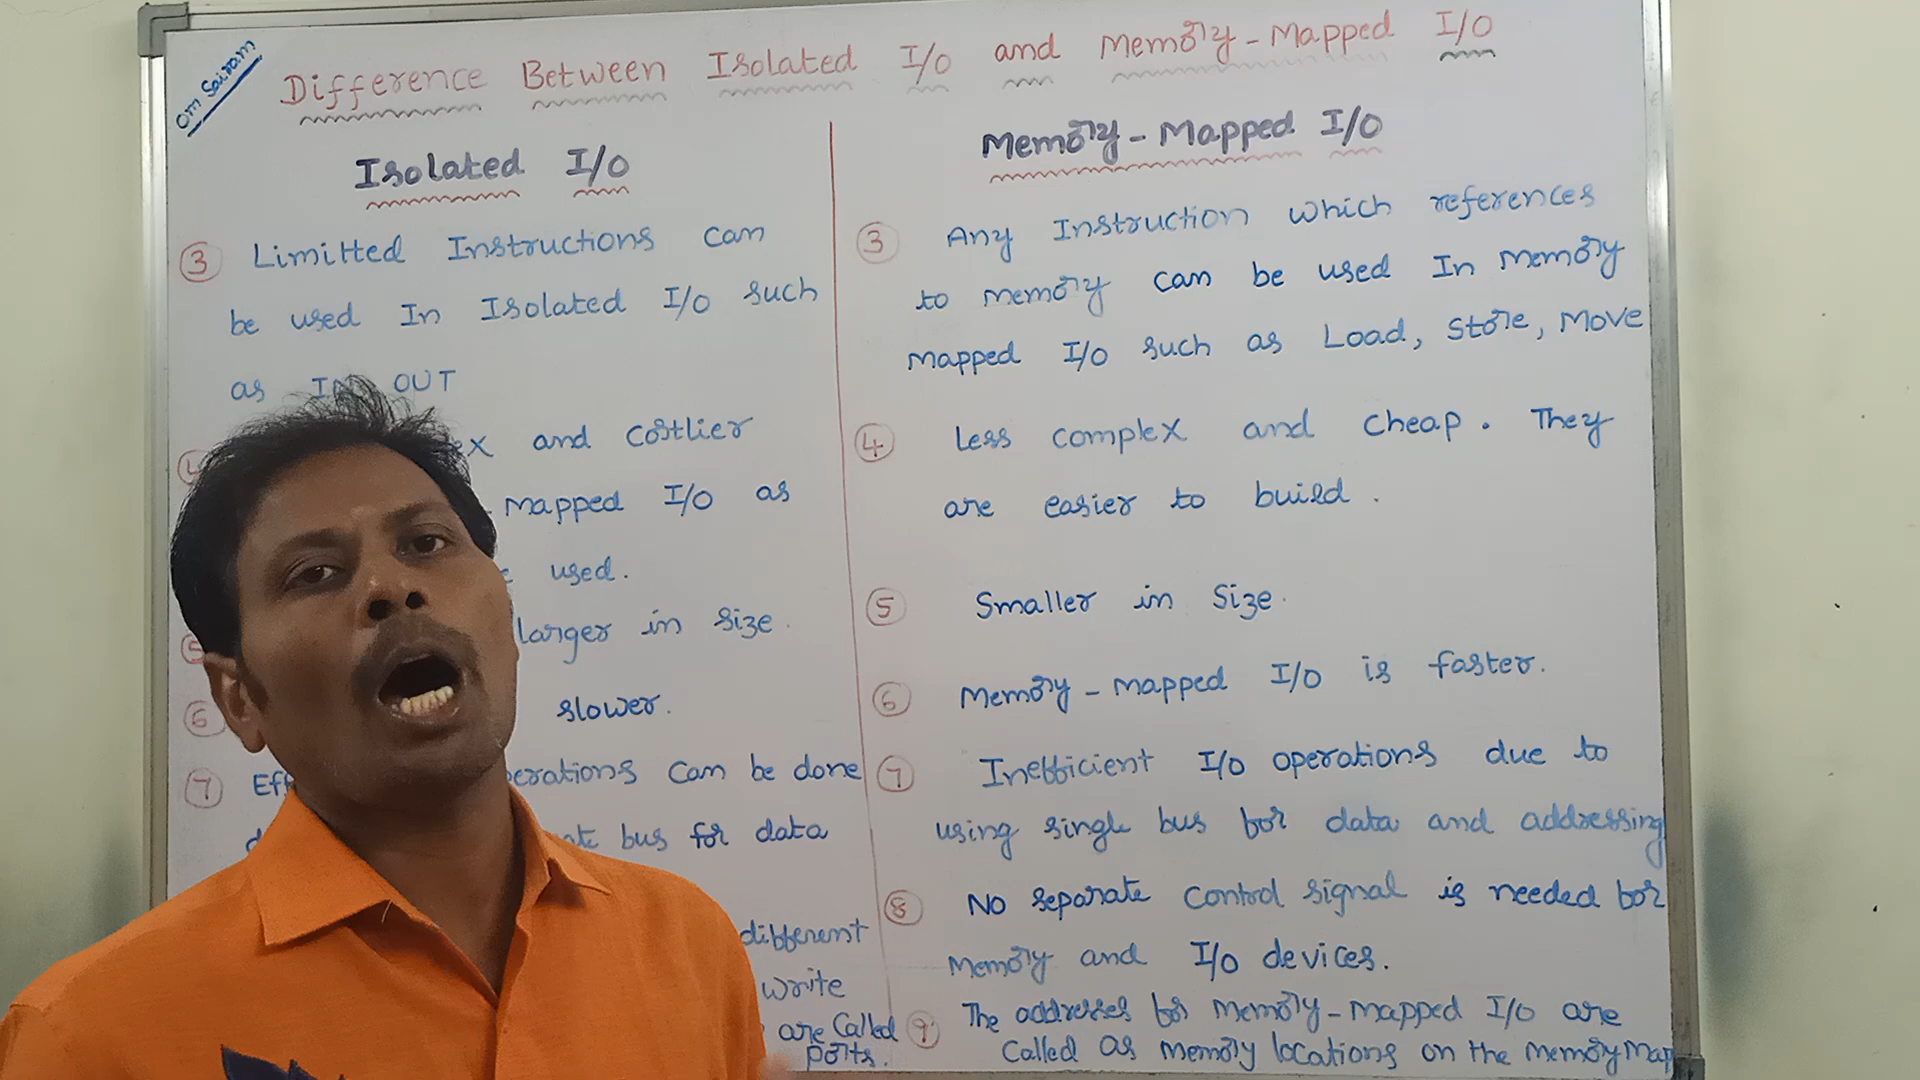 Om Sairam
Difference Between Isolated I/O and Memory-Mapped I/O
Isolated I/O
③ Limitted Instructions can
be used In Isolated I/O such
as IN OUT
④ and costlier
mapped I/O as
used.
⑤ larger in size.
⑥ slower.
⑦ can be done
bus for data
different
write
are called
ports.
Memory-Mapped I/O
③ Any Instruction which references
to memory can be used In memory
mapped I/O such as Load, Store, Move
④ Less complex and cheap. They
are easier to build.
⑤ Smaller in size.
⑥ Memory-mapped I/O is faster.
⑦ Inefficient I/O operations due to
using single bus for data and addressing
⑧ No separate control signal is needed for
memory and I/O devices.
⑨ The addresses for memory-mapped I/O are
called as memory locations on the memory map